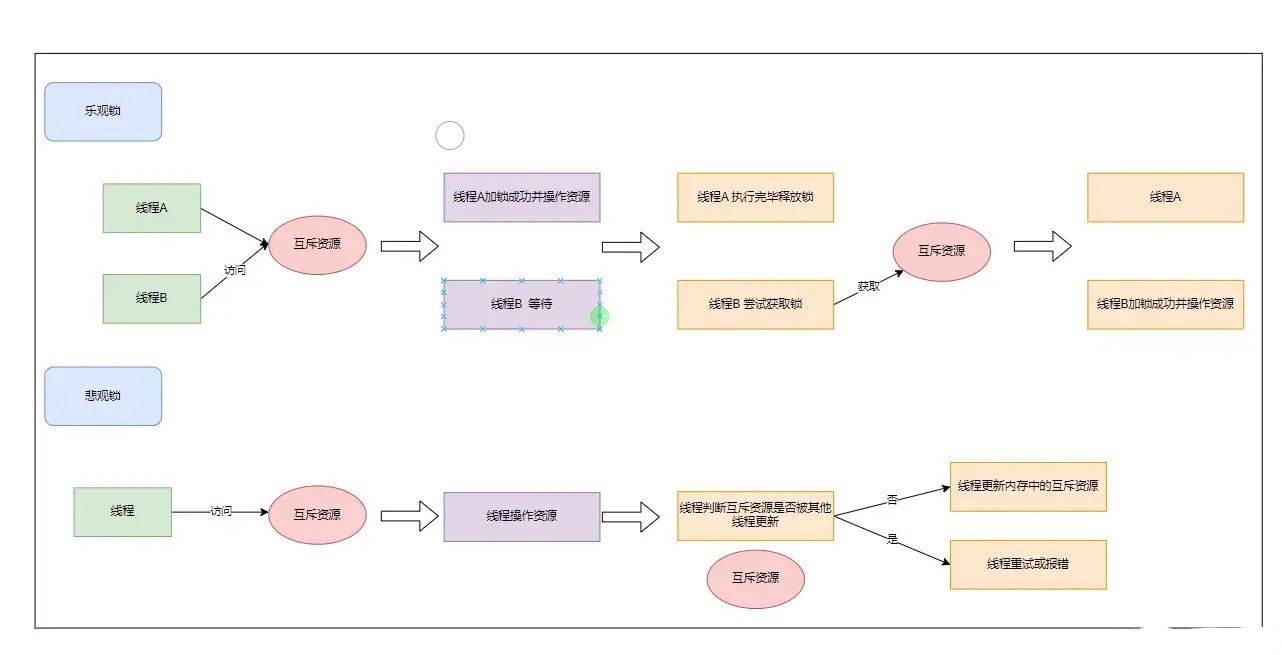 乐观锁
线程A
线程B
访问
互斥资源
线程A加锁成功并操作资源
线程B 等待
线程A 执行完毕释放锁
线程B 尝试获取锁
获取
互斥资源
线程A
线程B加锁成功并操作资源
悲观锁
线程
访问
互斥资源
线程操作资源
线程判断互斥资源是否被其他
线程更新
互斥资源
否
是
线程更新内存中的互斥资源
线程重试或报错